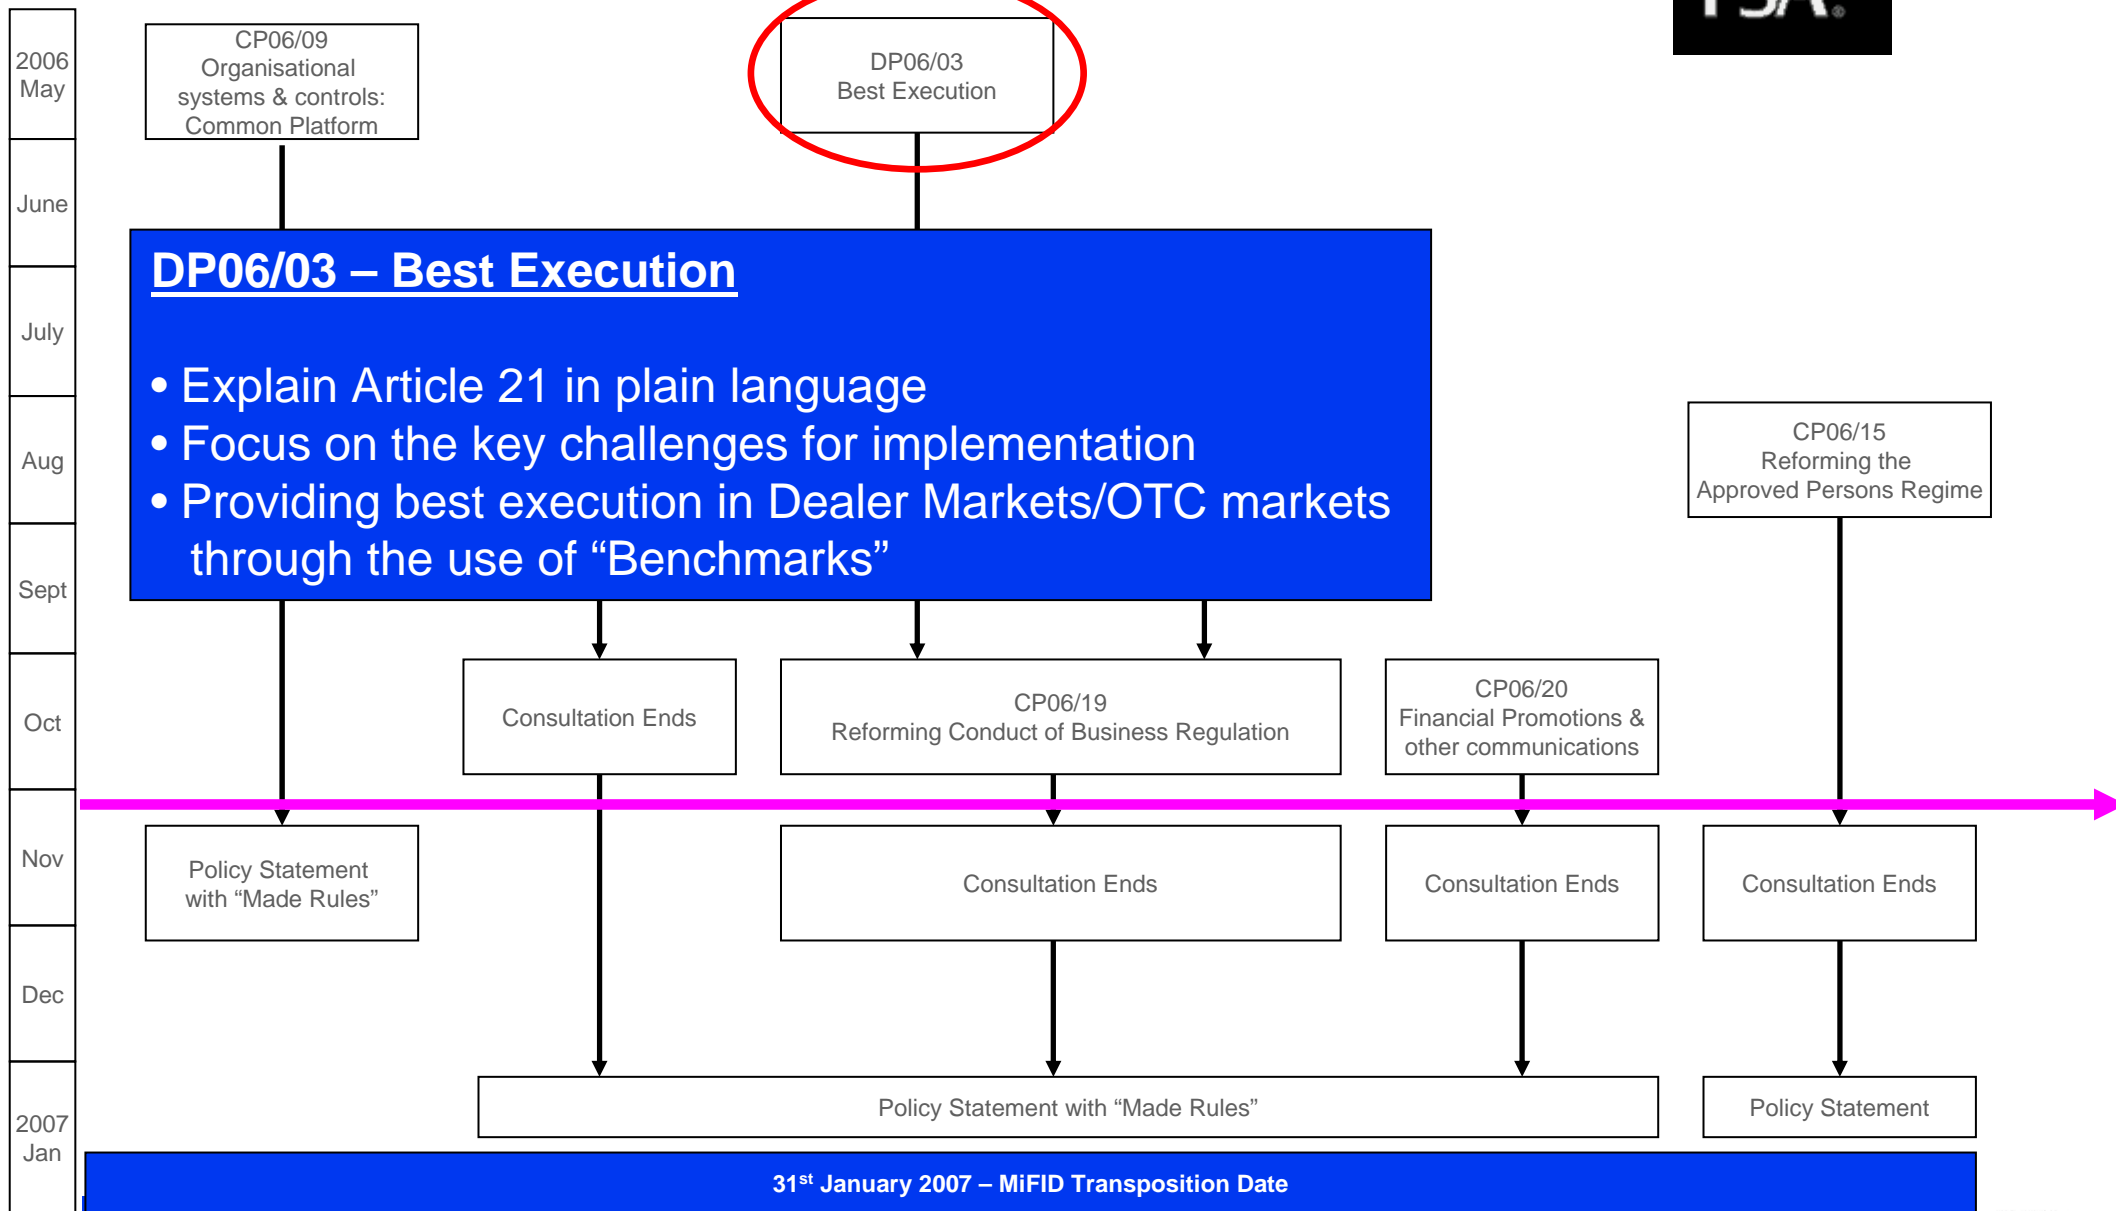 2006
May
June
July
Aug
Sept
Oct
Nov
Dec
2007
Jan
CP06/09
Organisational
systems & controls:
Common Platform
DP06/03
Best Execution
DP06/03 – Best Execution
• Explain Article 21 in plain language
• Focus on the key challenges for implementation
• Providing best execution in Dealer Markets/OTC markets
through the use of “Benchmarks”
CP06/15
Reforming the
Approved Persons Regime
Consultation Ends
CP06/19
Reforming Conduct of Business Regulation
CP06/20
Financial Promotions &
other communications
Policy Statement
with “Made Rules”
Consultation Ends
Consultation Ends
Consultation Ends
Policy Statement with “Made Rules”
Policy Statement
31st January 2007 – MiFID Transposition Date